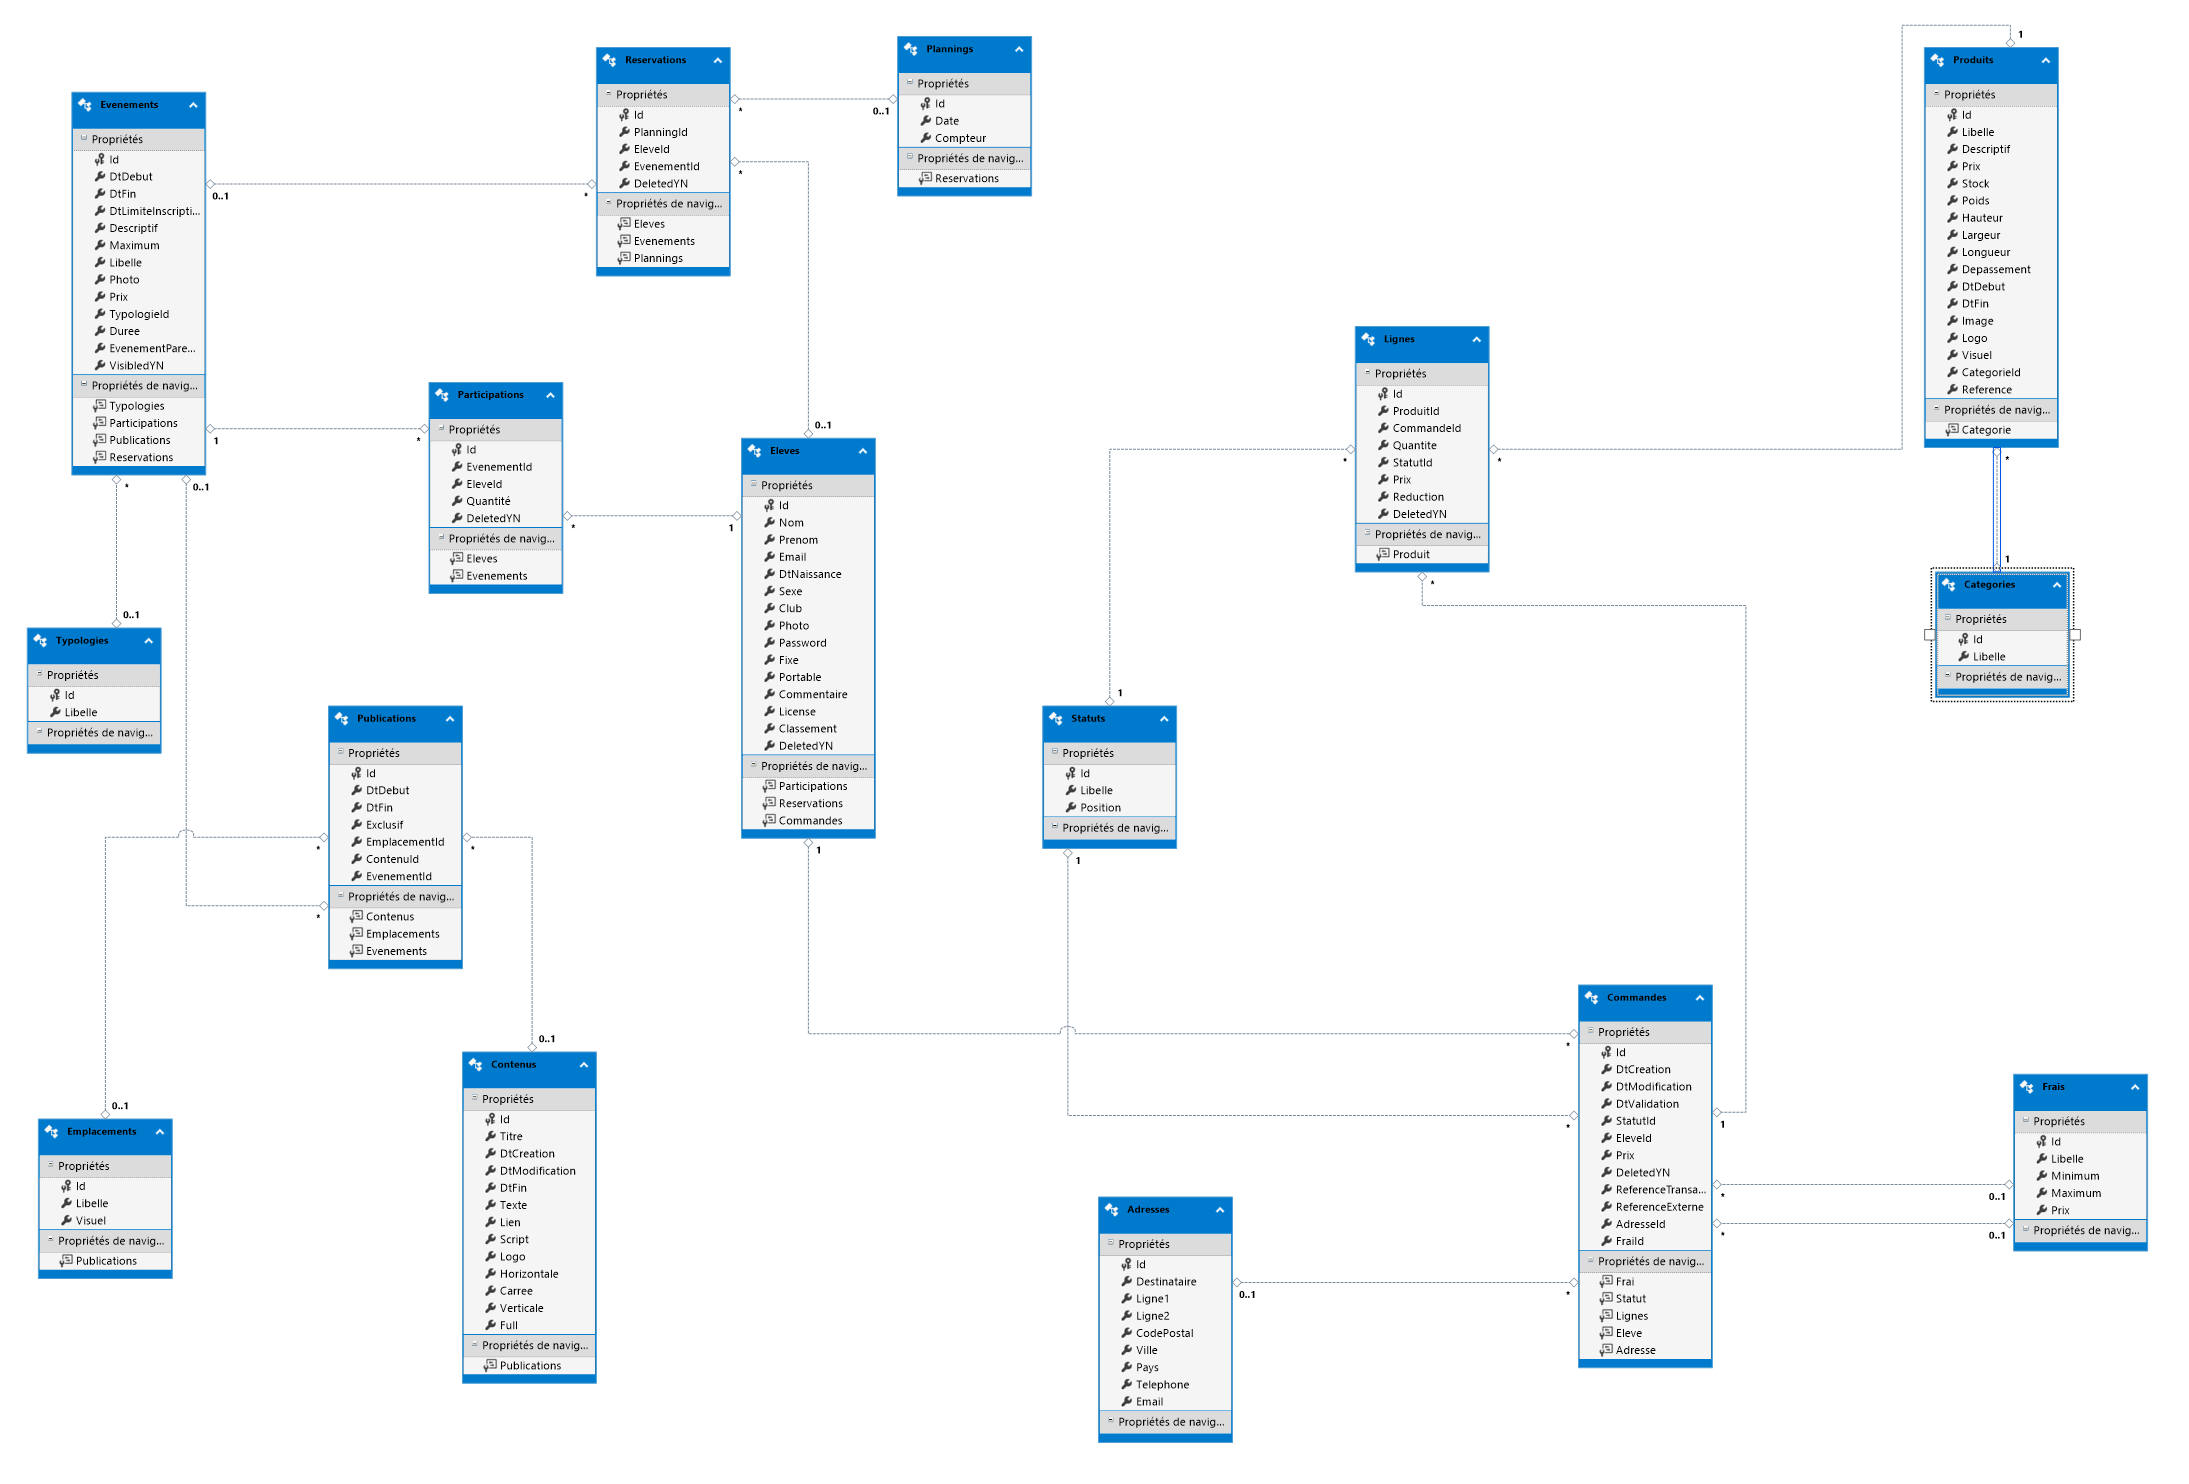 Evenements
Propriétés
Id
DtDebut
DtFin
DtLimiteInscripti...
Descriptif
Maximum
Libelle
Photo
Prix
TypologieId
Duree
EvenementPare...
VisibledYN
Propriétés de navig...
Typologies
Participations
Publications
Reservations
0..1
*
1
*
*
0..1
0..1
Reservations
Propriétés
Id
PlanningId
EleveId
EvenementId
DeletedYN
Propriétés de navig...
Eleves
Evenements
Plannings
*
0..1
*
0..1
Plannings
Propriétés
Id
Date
Compteur
Propriétés de navig...
Reservations
Participations
Propriétés
Id
EvenementId
EleveId
Quantité
DeletedYN
Propriétés de navig...
Eleves
Evenements
*
1
Eleves
Propriétés
Id
Nom
Prenom
Email
DtNaissance
Sexe
Club
Photo
Password
Fixe
Portable
Commentaire
License
Classement
DeletedYN
Propriétés de navig...
Participations
Reservations
Commandes
1
*
Typologies
Propriétés
Id
Libelle
Propriétés de navig...
Publications
Propriétés
Id
DtDebut
DtFin
Exclusif
EmplacementId
ContenuId
EvenementId
Propriétés de navig...
Contenus
Emplacements
Evenements
*
*
*
0..1
0..1
Emplacements
Propriétés
Id
Libelle
Visuel
Propriétés de navig...
Publications
Contenus
Propriétés
Id
Titre
DtCreation
DtModification
DtFin
Texte
Lien
Script
Logo
Horizontale
Carree
Verticale
Full
Propriétés de navig...
Publications
Produits
Propriétés
Id
Libelle
Descriptif
Prix
Stock
Poids
Hauteur
Largeur
Longueur
Depassement
DtDebut
DtFin
Image
Logo
Visuel
CategorieId
Reference
Propriétés de navig...
Categorie
1
*
1
Categories
Propriétés
Id
Libelle
Propriétés de navig...
Lignes
Propriétés
Id
ProduitId
CommandeId
Quantite
StatutId
Prix
Reduction
DeletedYN
Propriétés de navig...
Produit
*
*
*
1
Statuts
Propriétés
Id
Libelle
Position
Propriétés de navig...
1
*
Commandes
Propriétés
Id
DtCreation
DtModification
DtValidation
StatutId
EleveId
Prix
DeletedYN
ReferenceTransa...
ReferenceExterne
AdresseId
FraiId
Propriétés de navig...
Frai
Statut
Lignes
Eleve
Adresse
1
*
0..1
*
0..1
Frais
Propriétés
Id
Libelle
Minimum
Maximum
Prix
Propriétés de navig...
Adresses
Propriétés
Id
Destinataire
Ligne1
Ligne2
CodePostal
Ville
Pays
Telephone
Email
Propriétés de navig...
0..1
*